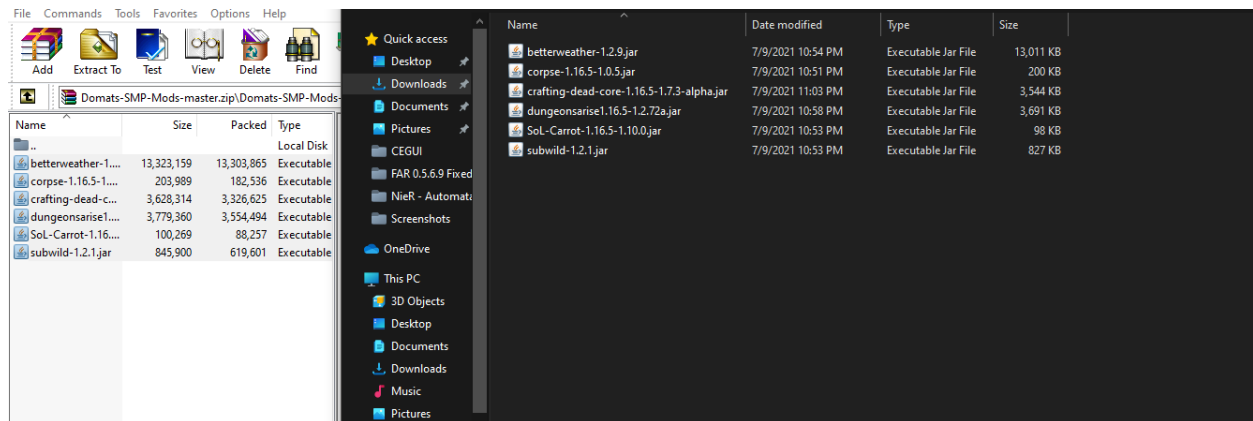 File Commands Tools Favorites Options Help
Add Extract To Test View Delete Find
Domats-SMP-Mods-master.zip\Domats-SMP-Mods-
Name Size Packed Type
.. Local Disk
betterweather-1.... 13,323,159 13,303,865 Executable
corpse-1.16.5-1.... 203,989 182,536 Executable
crafting-dead-c... 3,628,314 3,326,625 Executable
dungeonsarise1.... 3,779,360 3,554,494 Executable
SoL-Carrot-1.16.... 100,269 88,257 Executable
subwild-1.2.1.jar 845,900 619,601 Executable
Quick access
Desktop
Downloads
Documents
Pictures
CEGUI
FAR 0.5.6.9 Fixed
NieR - Automata
Screenshots
OneDrive
This PC
3D Objects
Desktop
Documents
Downloads
Music
Pictures
Name Date modified Type Size
betterweather-1.2.9.jar 7/9/2021 10:54 PM Executable Jar File 13,011 KB
corpse-1.16.5-1.0.5.jar 7/9/2021 10:51 PM Executable Jar File 200 KB
crafting-dead-core-1.16.5-1.7.3-alpha.jar 7/9/2021 11:03 PM Executable Jar File 3,544 KB
dungeonsarise1.16.5-1.2.72a.jar 7/9/2021 10:58 PM Executable Jar File 3,691 KB
SoL-Carrot-1.16.5-1.10.0.jar 7/9/2021 10:53 PM Executable Jar File 98 KB
subwild-1.2.1.jar 7/9/2021 10:53 PM Executable Jar File 827 KB